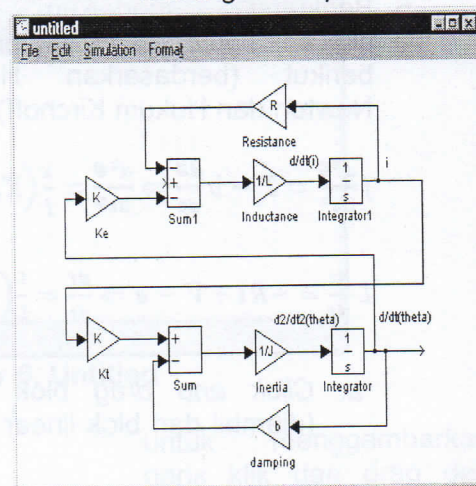 untitled
File Edit Simulation Format
R
Resistance
d/dt(i)
i
K
Ke
−
+
−
Sum1
1/L
Inductance
1
s
Integrator1
K
Kt
+
−
Sum
d2/dt2(theta)
1/J
Inertia
1
s
Integrator
d/dt(theta)
b
damping